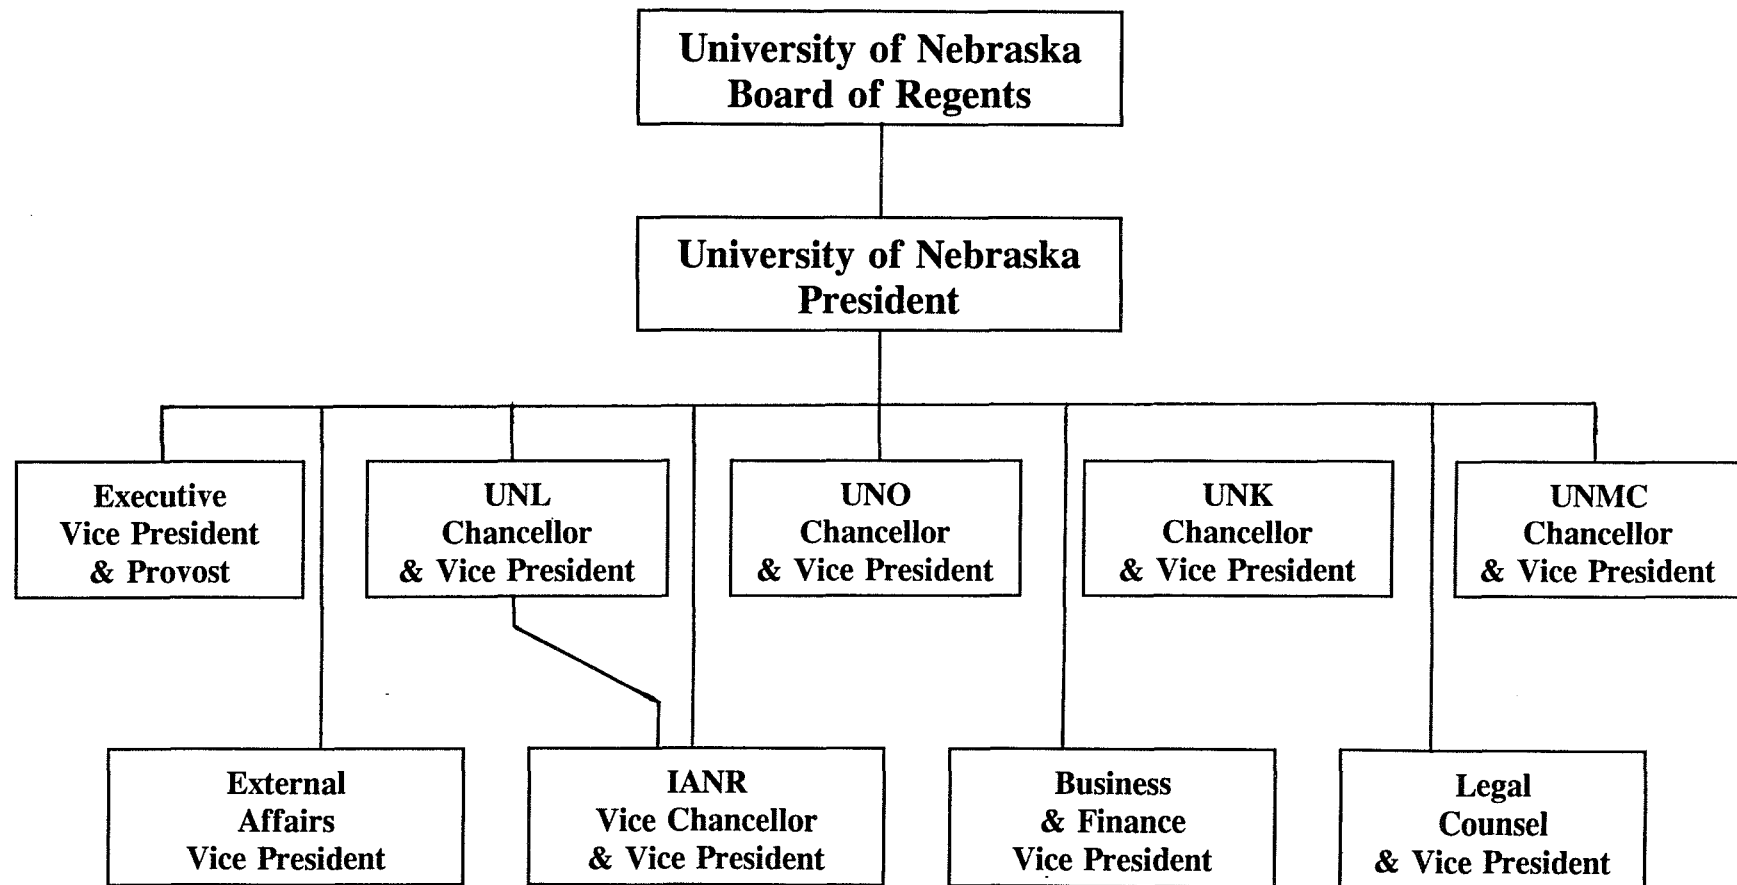 University of Nebraska
Board of Regents
University of Nebraska
President
Executive
Vice President
& Provost
UNL
Chancellor
& Vice President
UNO
Chancellor
& Vice President
UNK
Chancellor
& Vice President
UNMC
Chancellor
& Vice President
External
Affairs
Vice President
IANR
Vice Chancellor
& Vice President
Business
& Finance
Vice President
Legal
Counsel
& Vice President